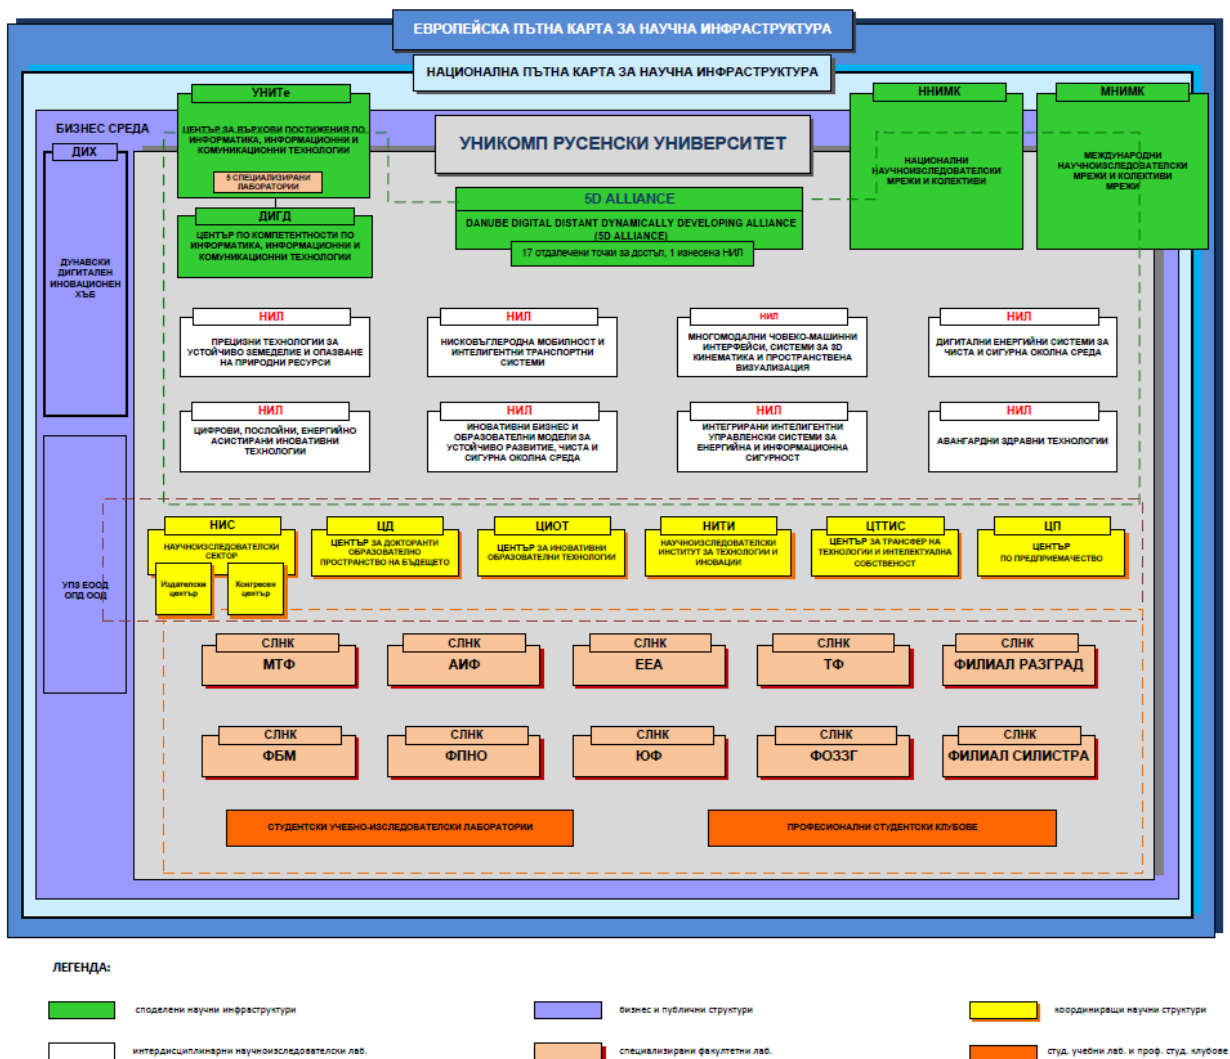 ЕВРОПЕЙСКА ПЪТНА КАРТА ЗА НАУЧНА ИНФРАСТРУКТУРА
НАЦИОНАЛНА ПЪТНА КАРТА ЗА НАУЧНА ИНФРАСТРУКТУРА
БИЗНЕС СРЕДА
УНИТе
ЦЕНТЪР ЗА ВЪРХОВИ ПОСТИЖЕНИЯ ПО
ИНФОРМАТИКА, ИНФОРМАЦИОННИ И
КОМУНИКАЦИОННИ ТЕХНОЛОГИИ
5 СПЕЦИАЛИЗИРАНИ
ЛАБОРАТОРИИ
УНИКОМП РУСЕНСКИ УНИВЕРСИТЕТ
ННИМК
НАЦИОНАЛНИ
НАУЧНОИЗСЛЕДОВАТЕЛСКИ
МРЕЖИ И КОЛЕКТИВИ
МНИМК
МЕЖДУНАРОДНИ
НАУЧНОИЗСЛЕДОВАТЕЛСКИ
МРЕЖИ И КОЛЕКТИВИ
МРЕЖИ
ДИХ
ДУНАВСКИ
ДИГИТАЛЕН
ИНОВАЦИОНЕН
ХЪБ
ДИГД
ЦЕНТЪР ПО КОМПЕТЕНТНОСТИ ПО
ИНФОРМАТИКА, ИНФОРМАЦИОННИ И
КОМУНИКАЦИОННИ ТЕХНОЛОГИИ
5D ALLIANCE
DANUBE DIGITAL DISTANT DYNAMICALLY DEVELOPING ALLIANCE
(5D ALLIANCE)
17 отдалечени точки за достъп, 1 изнесена НИЛ
НИЛ
ПРЕЦИЗНИ ТЕХНОЛОГИИ ЗА
УСТОЙЧИВО ЗЕМЕДЕЛИЕ И ОПАЗВАНЕ
НА ПРИРОДНИ РЕСУРСИ
НИЛ
НИСКОВЪГЛЕРОДНА МОБИЛНОСТ И
ИНТЕЛИГЕНТНИ ТРАНСПОРТНИ
СИСТЕМИ
НИЛ
МНОГОМОДАЛНИ ЧОВЕКО-МАШИННИ
ИНТЕРФЕЙСИ, СИСТЕМИ ЗА 3D
КИНЕМАТИКА И ПРОСТРАНСТВЕНА
ВИЗУАЛИЗАЦИЯ
НИЛ
ДИГИТАЛНИ ЕНЕРГИЙНИ СИСТЕМИ ЗА
ЧИСТА И СИГУРНА ОКОЛНА СРЕДА
НИЛ
ЦИФРОВИ, ПОСЛОЙНИ, ЕНЕРГИЙНО
АСИСТИРАНИ ИНОВАТИВНИ
ТЕХНОЛОГИИ
НИЛ
ИНОВАТИВНИ БИЗНЕС И
ОБРАЗОВАТЕЛНИ МОДЕЛИ ЗА
УСТОЙЧИВО РАЗВИТИЕ, ЧИСТА И
СИГУРНА ОКОЛНА СРЕДА
НИЛ
ИНТЕГРИРАНИ ИНТЕЛИГЕНТНИ
УПРАВЛЕНСКИ СИСТЕМИ ЗА
ЕНЕРГИЙНА И ИНФОРМАЦИОННА
СИГУРНОСТ
НИЛ
АВАНГАРДНИ ЗДРАВНИ ТЕХНОЛОГИИ
УПЗ ЕООД
ОПД ООД
НИС
НАУЧНОИЗСЛЕДОВАТЕЛСКИ
СЕКТОР
Издателски
център
Конгресен
център
ЦД
ЦЕНТЪР ЗА ДОКТОРАНТИ
ОБРАЗОВАТЕЛНО
ПРОСТРАНСТВО НА БЪДЕЩЕТО
ЦИОТ
ЦЕНТЪР ЗА ИНОВАТИВНИ
ОБРАЗОВАТЕЛНИ ТЕХНОЛОГИИ
НИТИ
НАУЧНОИЗСЛЕДОВАТЕЛСКИ
ИНСТИТУТ ЗА ТЕХНОЛОГИИ И
ИНОВАЦИИ
ЦТТИС
ЦЕНТЪР ЗА ТРАНСФЕР НА
ТЕХНОЛОГИИ И ИНТЕЛЕКТУАЛНА
СОБСТВЕНОСТ
ЦП
ЦЕНТЪР
ПО ПРЕДПРИЕМАЧЕСТВО
СЛНК
МТФ
СЛНК
АИФ
СЛНК
ЕЕА
СЛНК
ТФ
СЛНК
ФИЛИАЛ РАЗГРАД
СЛНК
ФБМ
СЛНК
ФПНО
СЛНК
ЮФ
СЛНК
ФОЗЗГ
СЛНК
ФИЛИАЛ СИЛИСТРА
СТУДЕНТСКИ УЧЕБНО-ИЗСЛЕДОВАТЕЛСКИ ЛАБОРАТОРИИ
ПРОФЕСИОНАЛНИ СТУДЕНТСКИ КЛУБОВЕ
ЛЕГЕНДА:
споделени научни инфраструктури
бизнес и публични структури
координиращи научни структури
интердисциплинарни научноизследователски лаб.
специализирани факултетни лаб.
студ. учебни лаб. и проф. студ. клубове